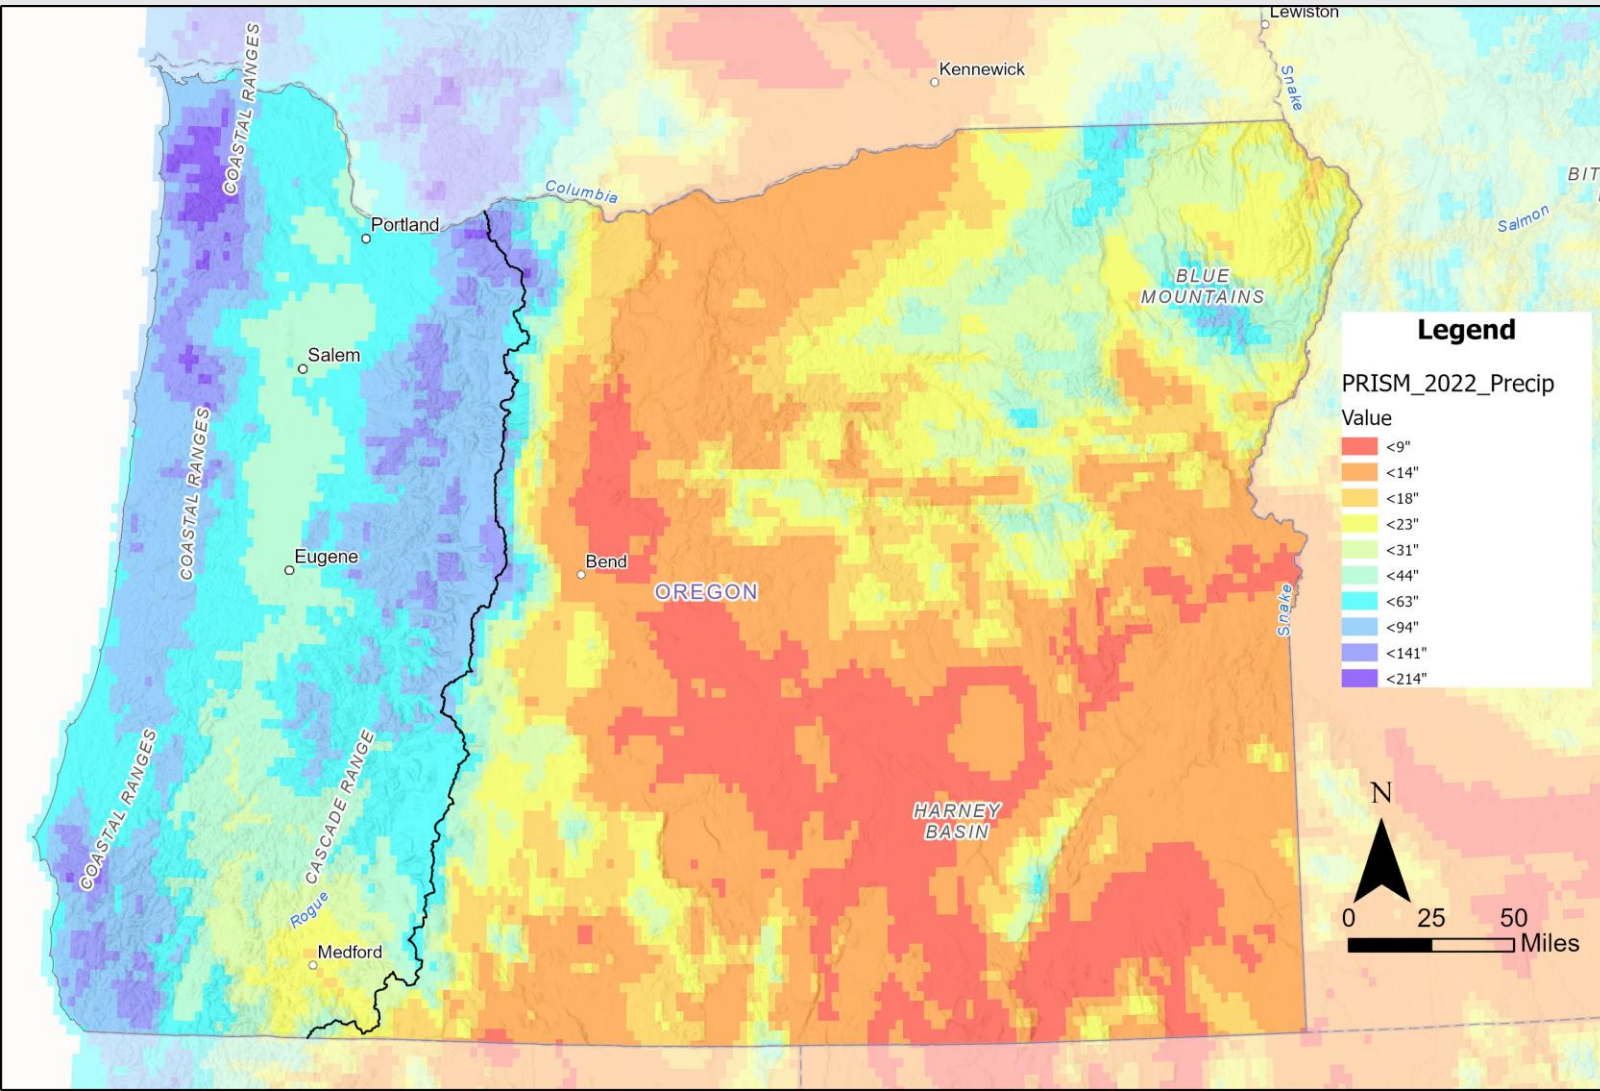 Lewiston
COASTAL RANGES
Kennewick
Snake
BIT
Columbia
Salmon
Portland
BLUE
MOUNTAINS
Legend
Salem
PRISM_2022_Precip
Value
<9"
<14"
<18"
<23"
<31"
<44"
<63"
<94"
<141"
<214"
COASTAL RANGES
Eugene
Bend
OREGON
Snake
COASTAL RANGES
CASCADE RANGE
HARNEY
BASIN
N
Rogue
0 25 50
Miles
Medford